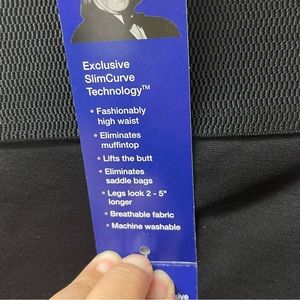 Exclusive
SlimCurve
Technology™
• Fashionably
high waist
• Eliminates
muffintop
• Lifts the butt
• Eliminates
saddle bags
• Legs look 2 - 5"
longer
• Breathable fabric
• Machine washable